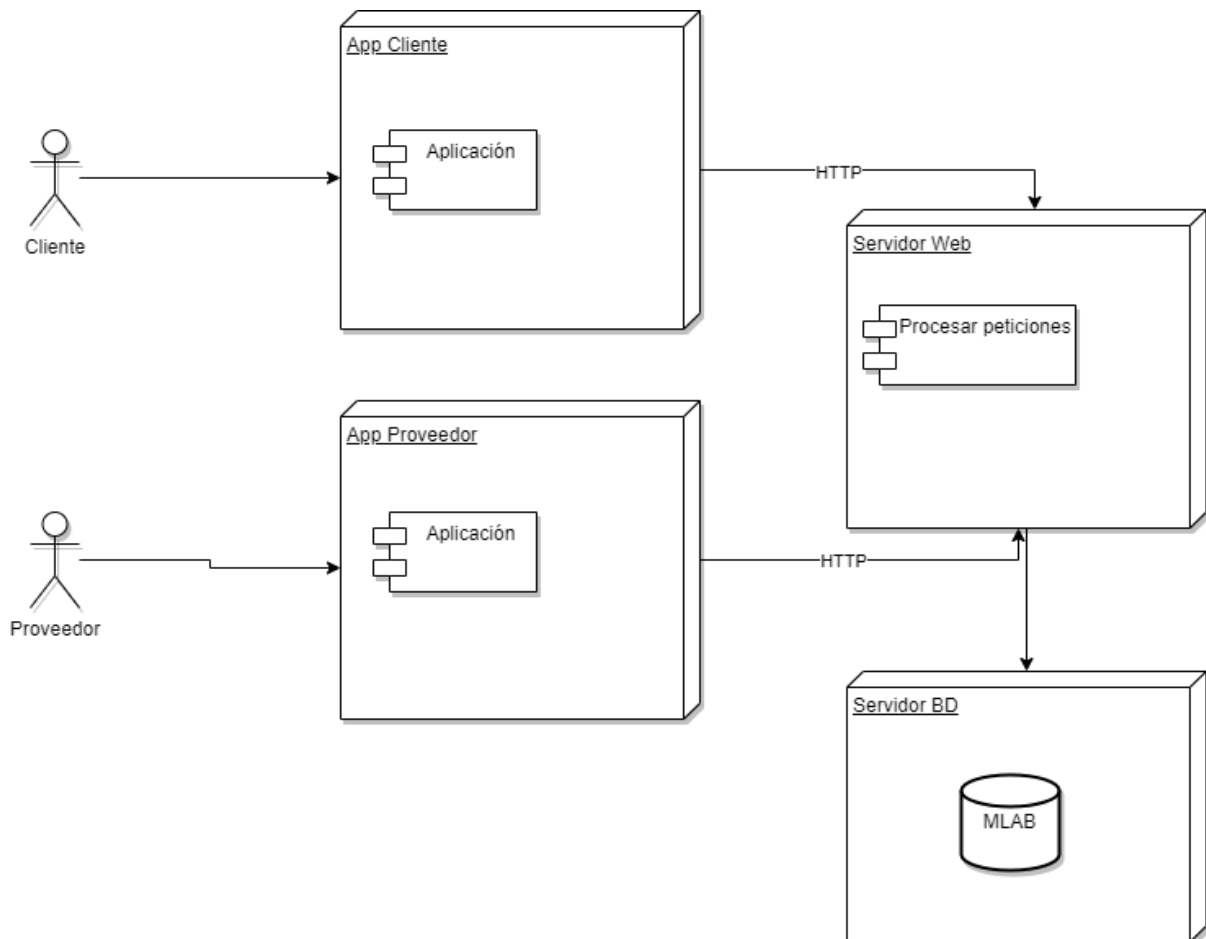 App Cliente
Aplicación
Cliente
HTTP
Servidor Web
Procesar peticiones
App Proveedor
Aplicación
Proveedor
HTTP
Servidor BD
MLAB